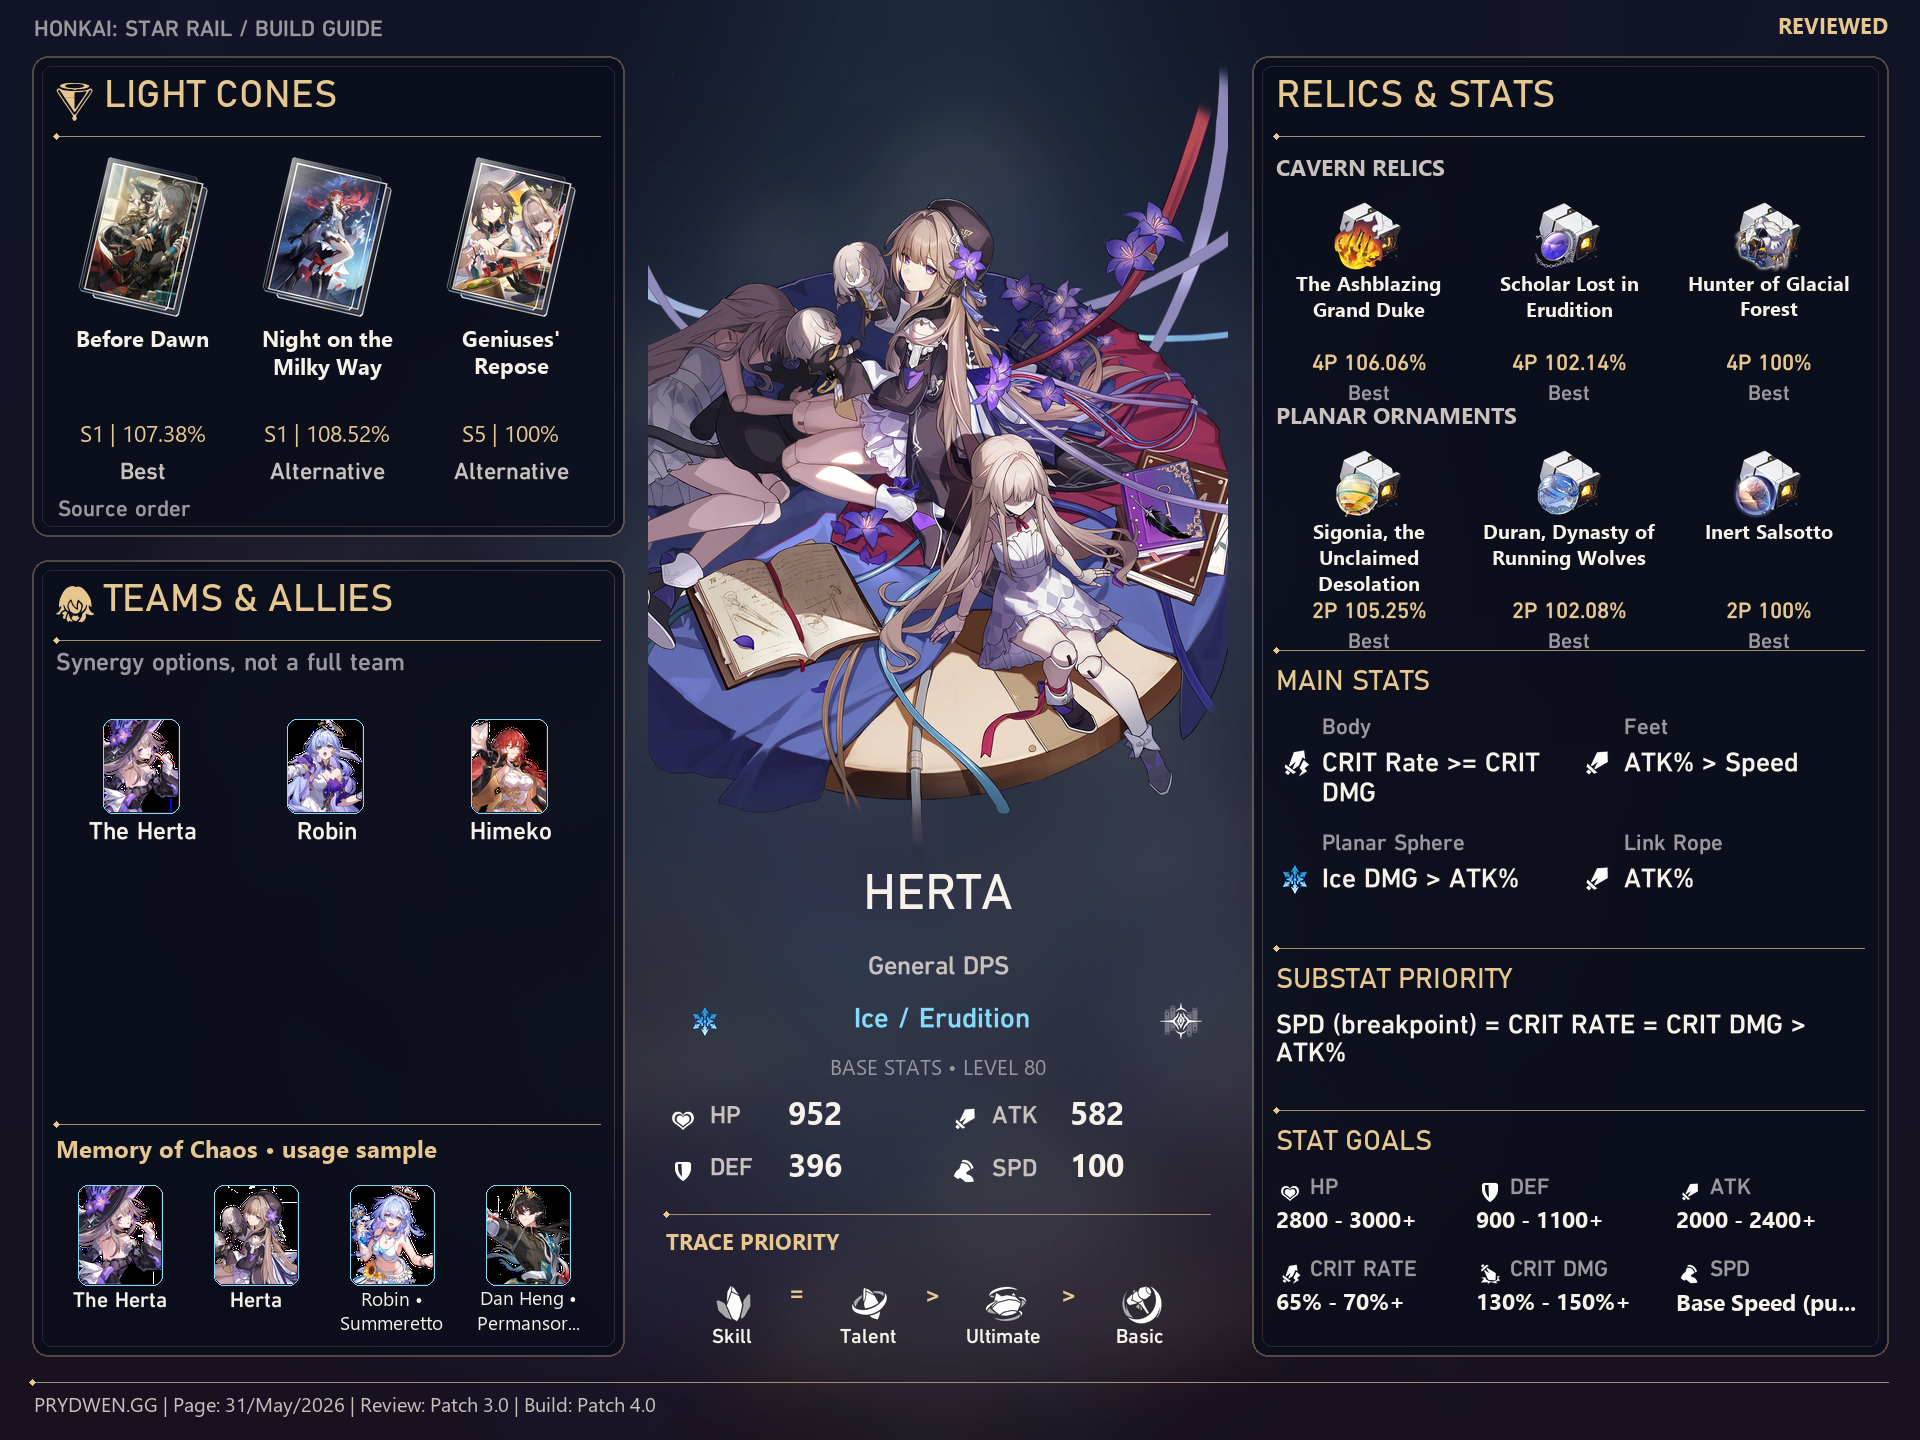 HONKAI: STAR RAIL / BUILD GUIDE
REVIEWED
LIGHT CONES
Before Dawn
Night on the
Milky Way
Geniuses'
Repose
S1 | 107.38%
S1 | 108.52%
S5 | 100%
Best
Alternative
Alternative
Source order
TEAMS & ALLIES
Synergy options, not a full team
The Herta
Robin
Himeko
Memory of Chaos • usage sample
The Herta
Herta
Robin •
Summeretto
Dan Heng •
Permansor...
HERTA
General DPS
Ice / Erudition
BASE STATS • LEVEL 80
HP 952
ATK 582
DEF 396
SPD 100
TRACE PRIORITY
= > >
Skill
Talent
Ultimate
Basic
RELICS & STATS
CAVERN RELICS
The Ashblazing
Grand Duke
Scholar Lost in
Erudition
Hunter of Glacial
Forest
4P 106.06%
4P 102.14%
4P 100%
Best
Best
Best
PLANAR ORNAMENTS
Sigonia, the
Unclaimed
Desolation
Duran, Dynasty of
Running Wolves
Inert Salsotto
2P 105.25%
2P 102.08%
2P 100%
Best
Best
Best
MAIN STATS
Body
CRIT Rate >= CRIT
DMG
Feet
ATK% > Speed
Planar Sphere
Ice DMG > ATK%
Link Rope
ATK%
SUBSTAT PRIORITY
SPD (breakpoint) = CRIT RATE = CRIT DMG >
ATK%
STAT GOALS
HP
2800 - 3000+
DEF
900 - 1100+
ATK
2000 - 2400+
CRIT RATE
65% - 70%+
CRIT DMG
130% - 150%+
SPD
Base Speed (pu...
PRYDWEN.GG | Page: 31/May/2026 | Review: Patch 3.0 | Build: Patch 4.0